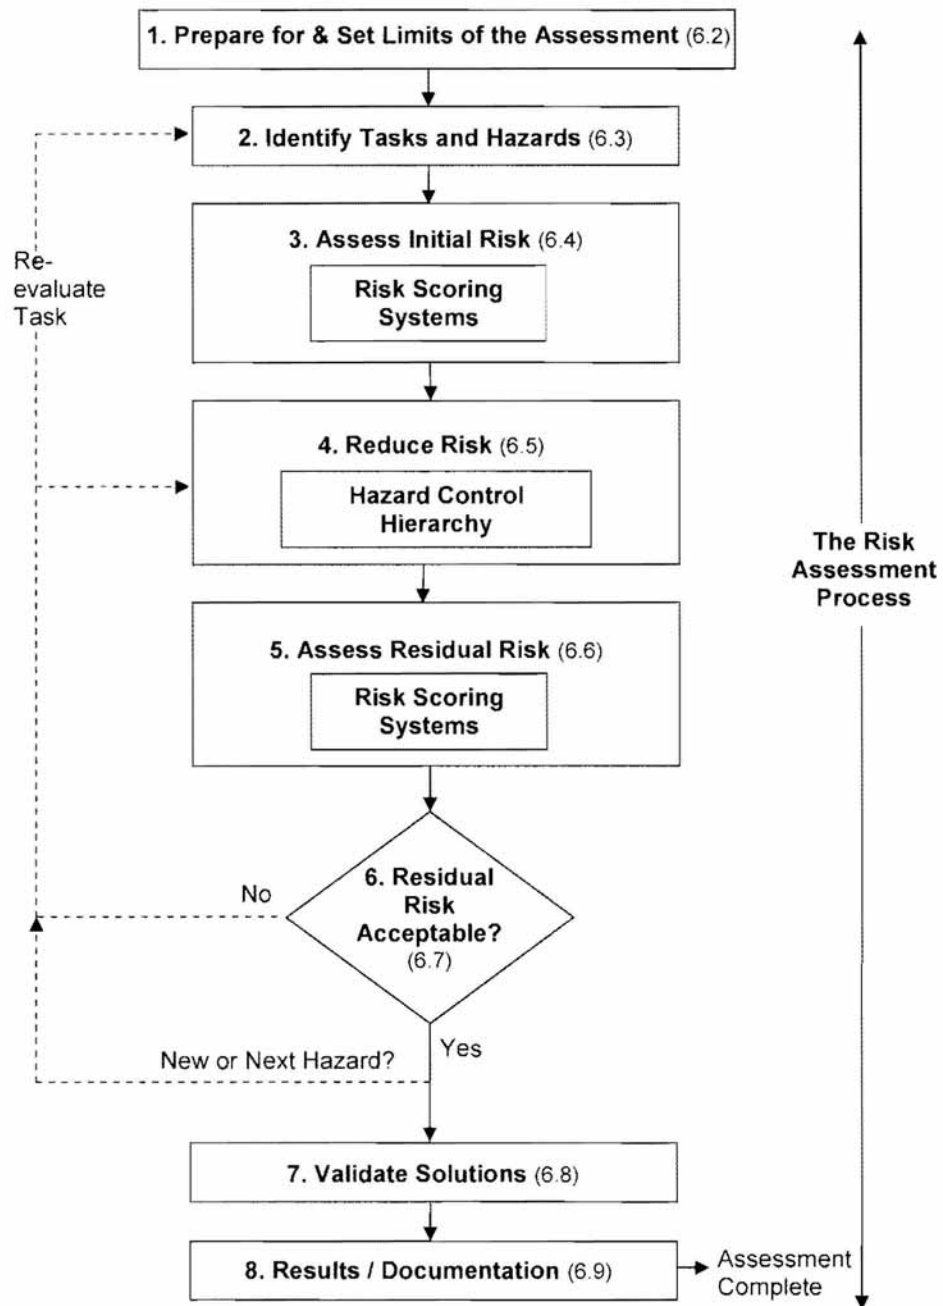 1. Prepare for & Set Limits of the Assessment (6.2)
2. Identify Tasks and Hazards (6.3)
3. Assess Initial Risk (6.4)
Risk Scoring
Systems
Re-
evaluate
Task
4. Reduce Risk (6.5)
Hazard Control
Hierarchy
The Risk
Assessment
Process
5. Assess Residual Risk (6.6)
Risk Scoring
Systems
6. Residual
Risk
Acceptable?
(6.7)
No
Yes
New or Next Hazard?
7. Validate Solutions (6.8)
8. Results / Documentation (6.9)
Assessment
Complete